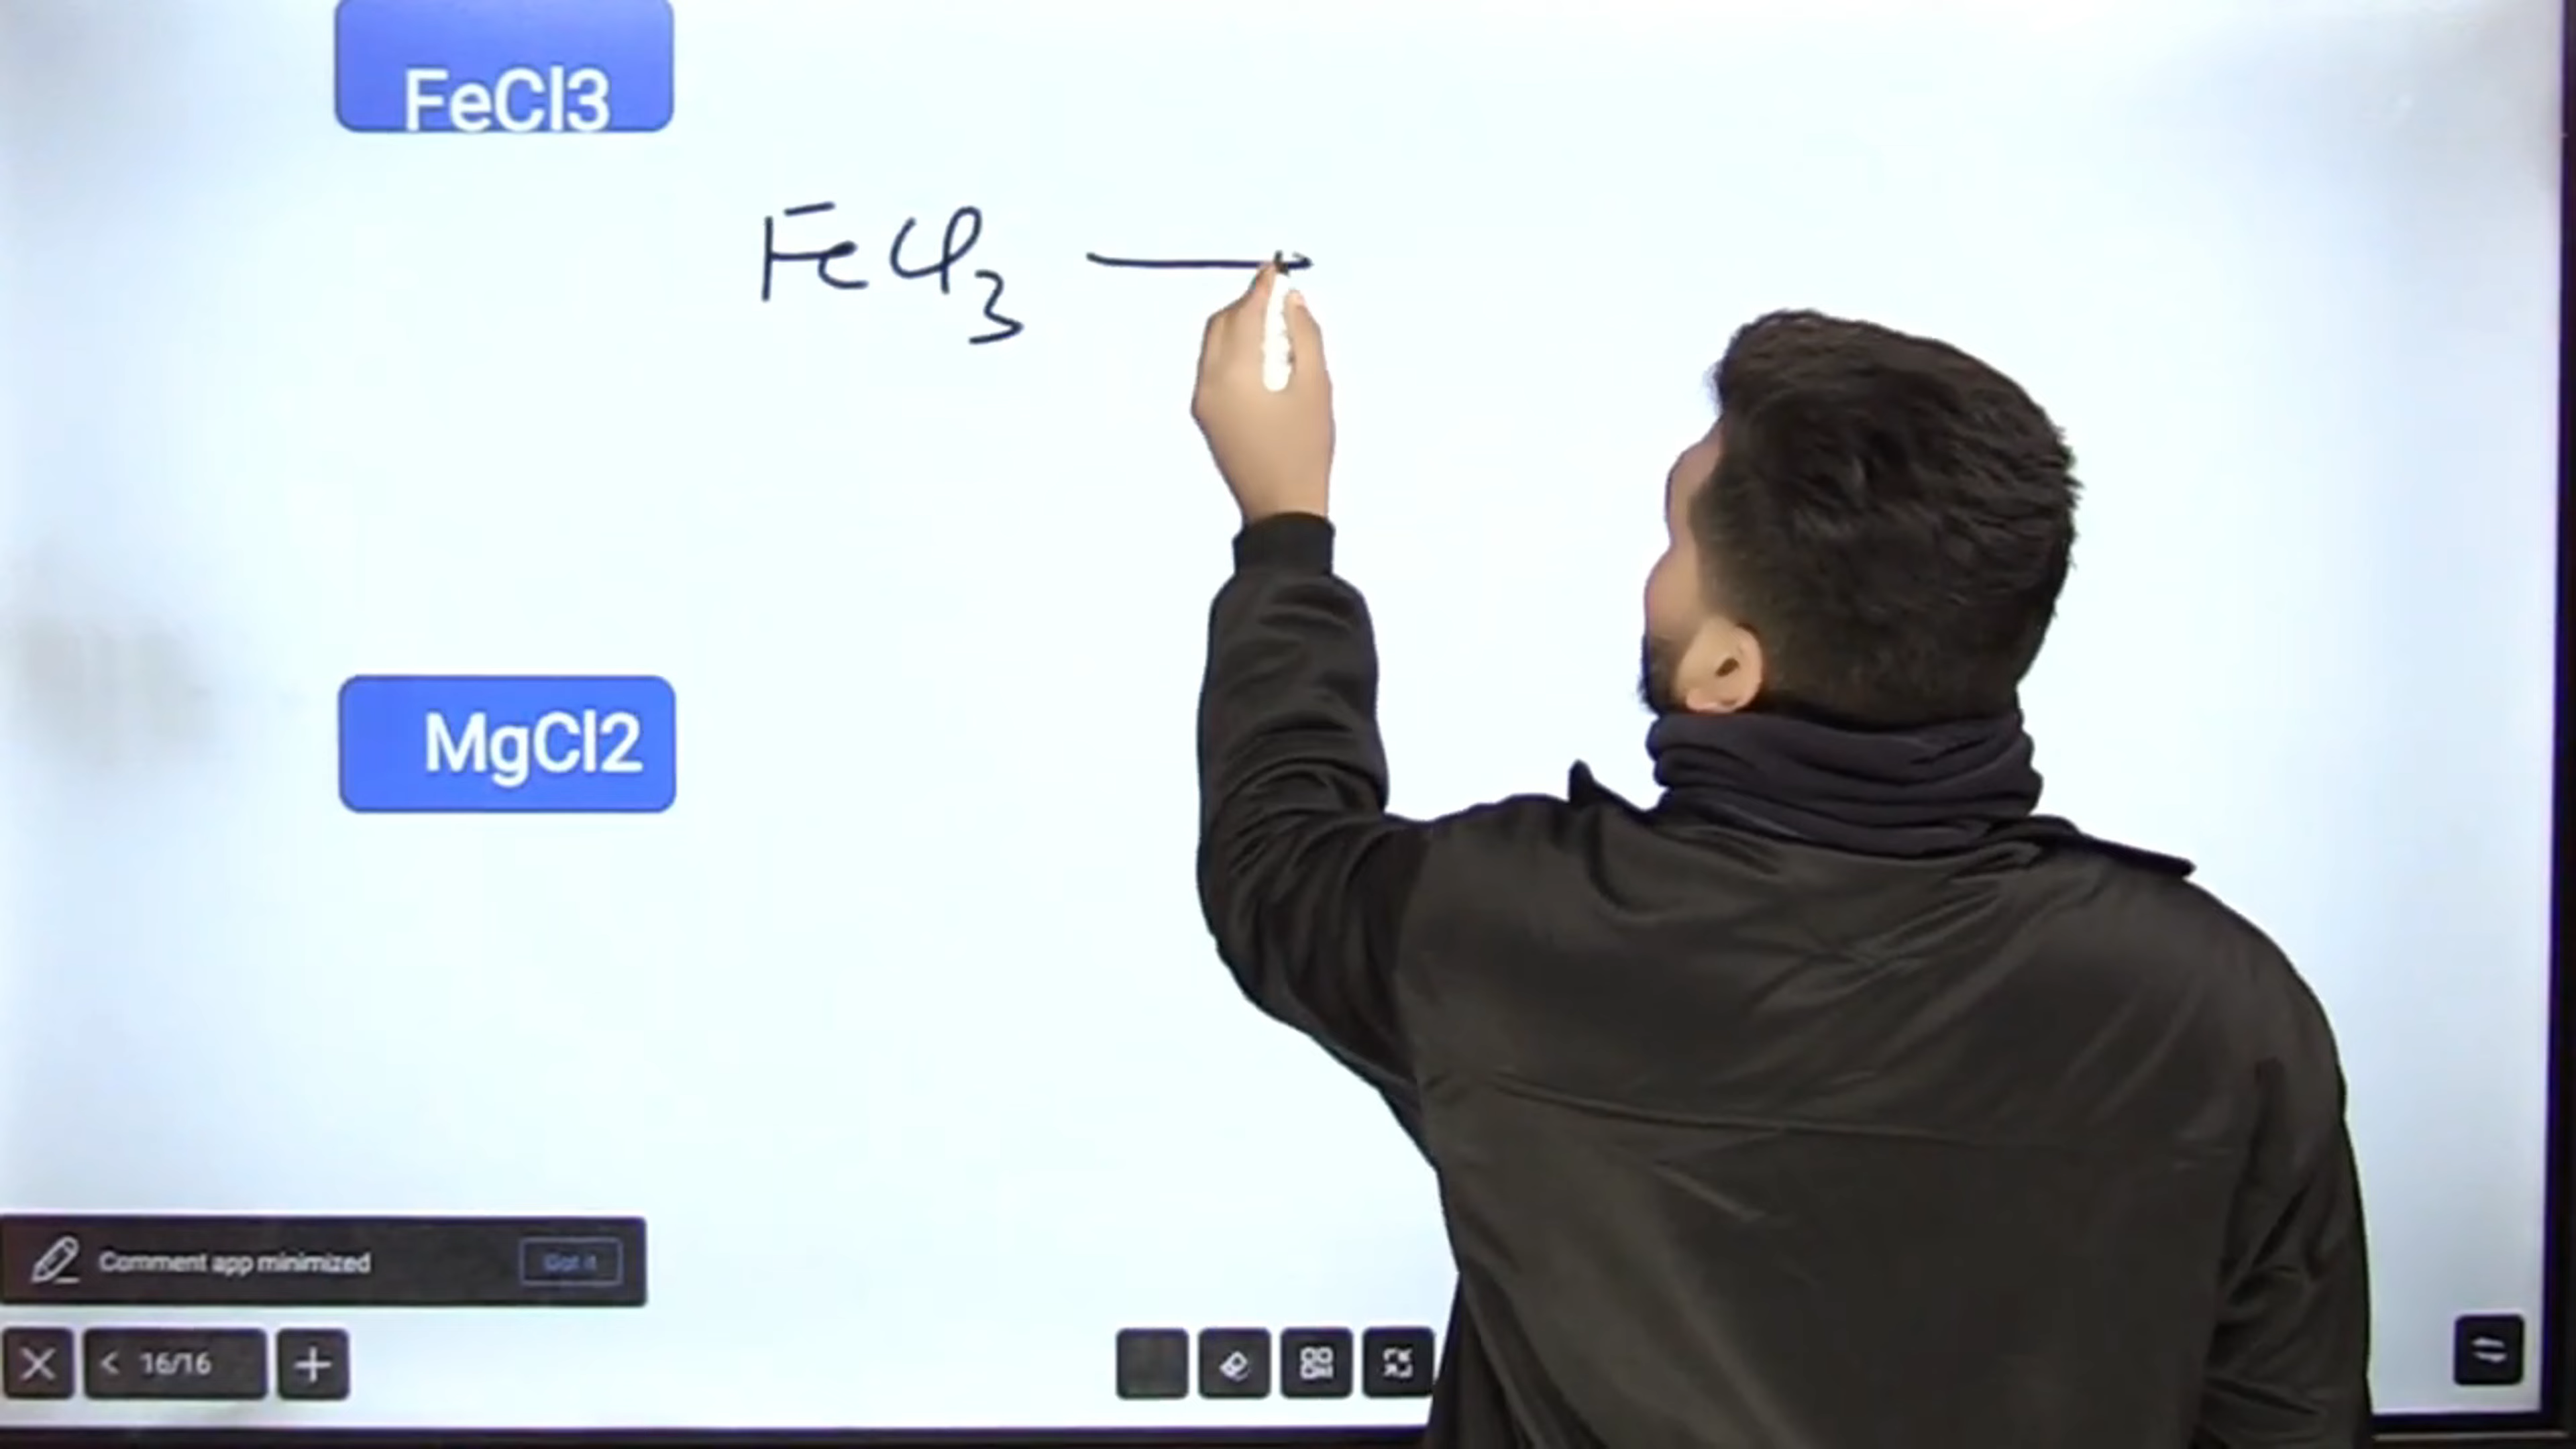 FeCl3
FeCl3 →
MgCl2
Comment app minimized Got it
< 16/16 +